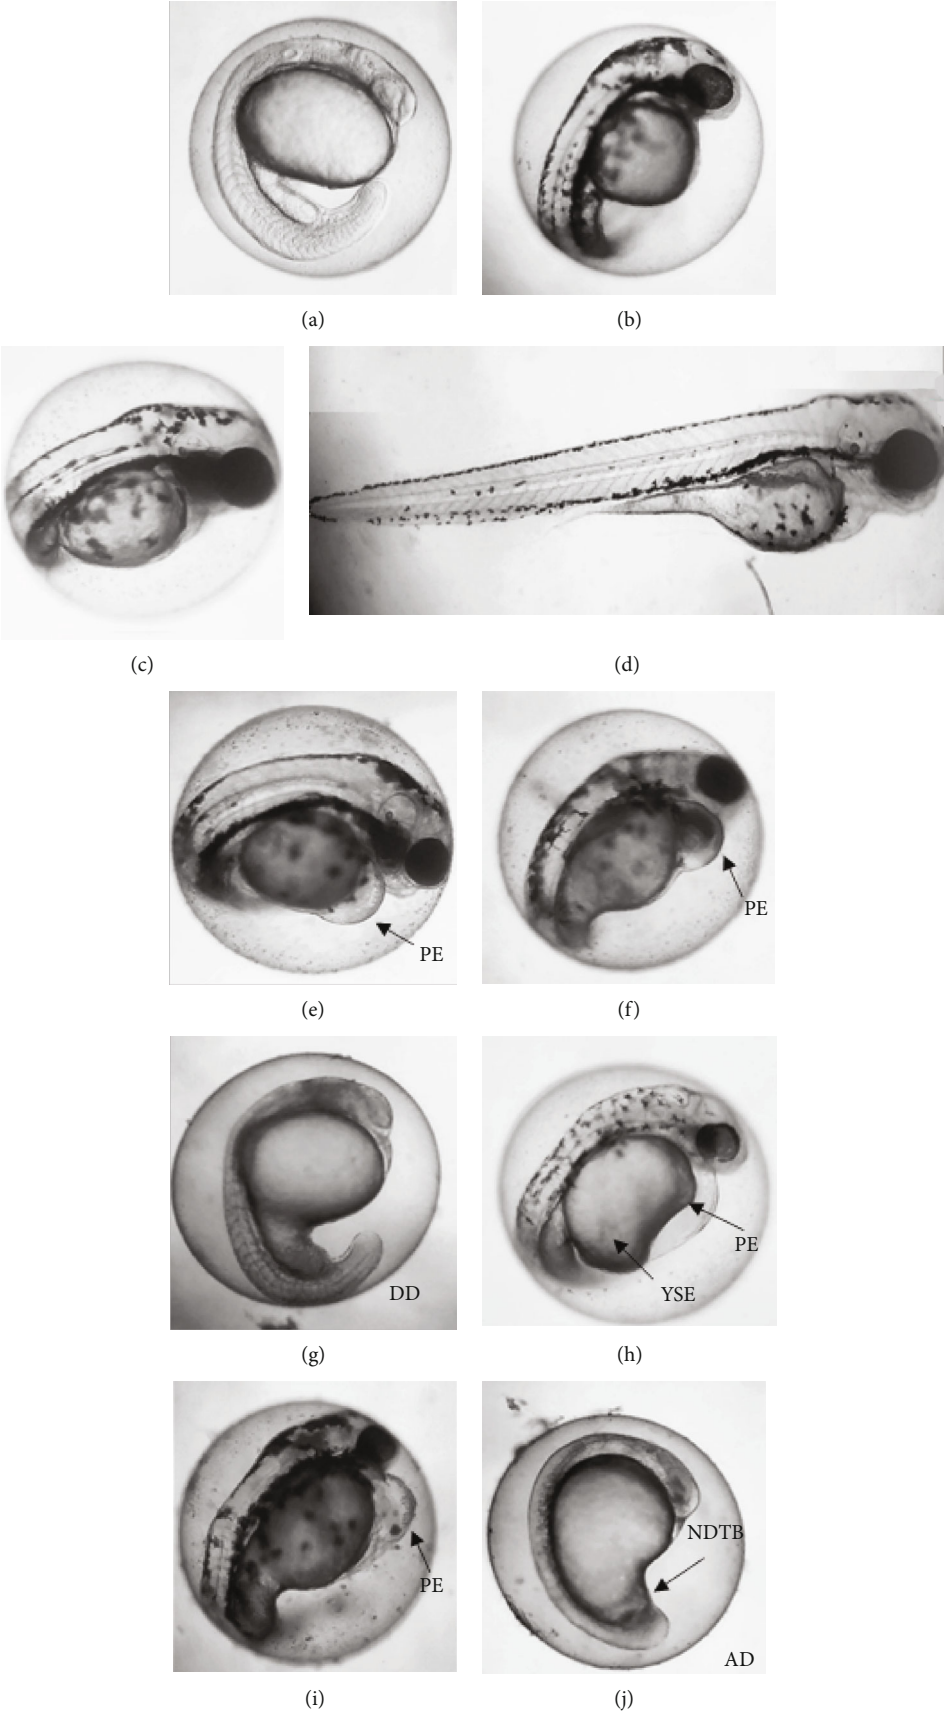 (a)
(b)
(c)
(d)
PE
(e)
PE
(f)
DD
(g)
PE
YSE
(h)
PE
(i)
NDTB
AD
(j)